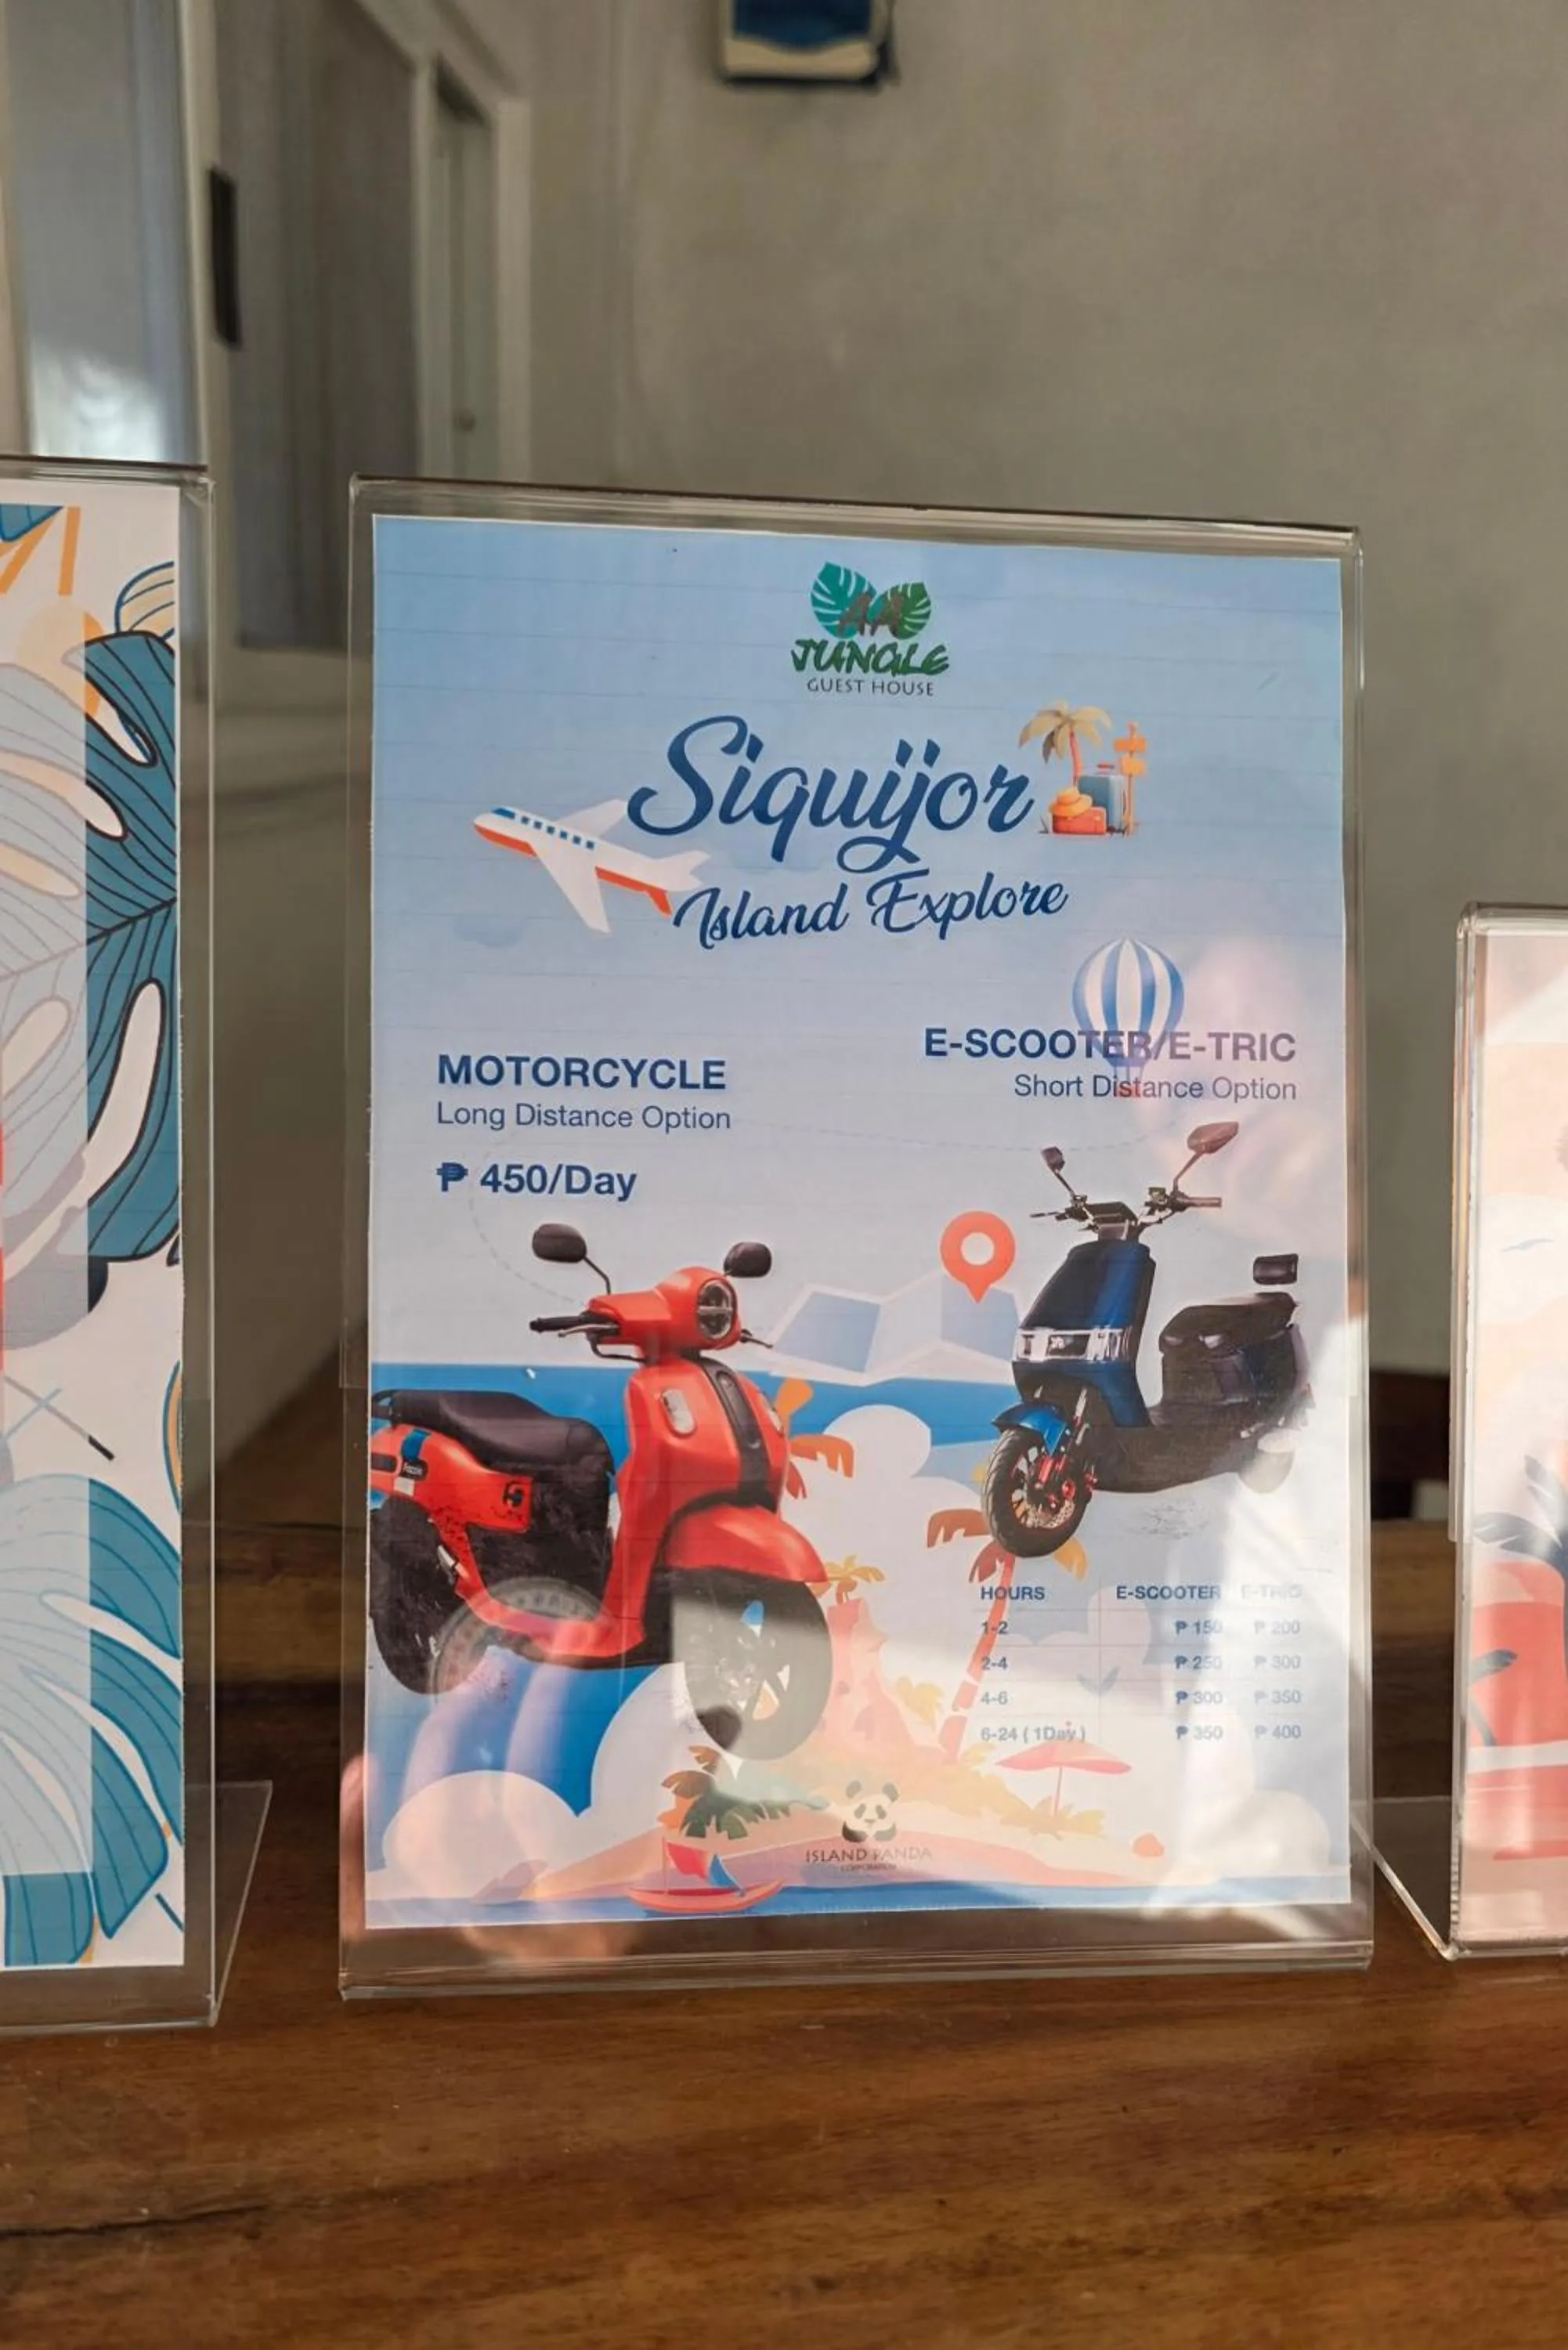 AA
JUNGLE
GUEST HOUSE
Siquijor
Island Explore
MOTORCYCLE
Long Distance Option
₱ 450/Day
E-SCOOTER/E-TRIC
Short Distance Option
HOURS E-SCOOTER E-TRIC
1-2 ₱ 150 ₱ 200
2-4 ₱ 250 ₱ 300
4-6 ₱ 300 ₱ 350
6-24 ( 1Day ) ₱ 350 ₱ 400
ISLAND PANDA
CORPORATION